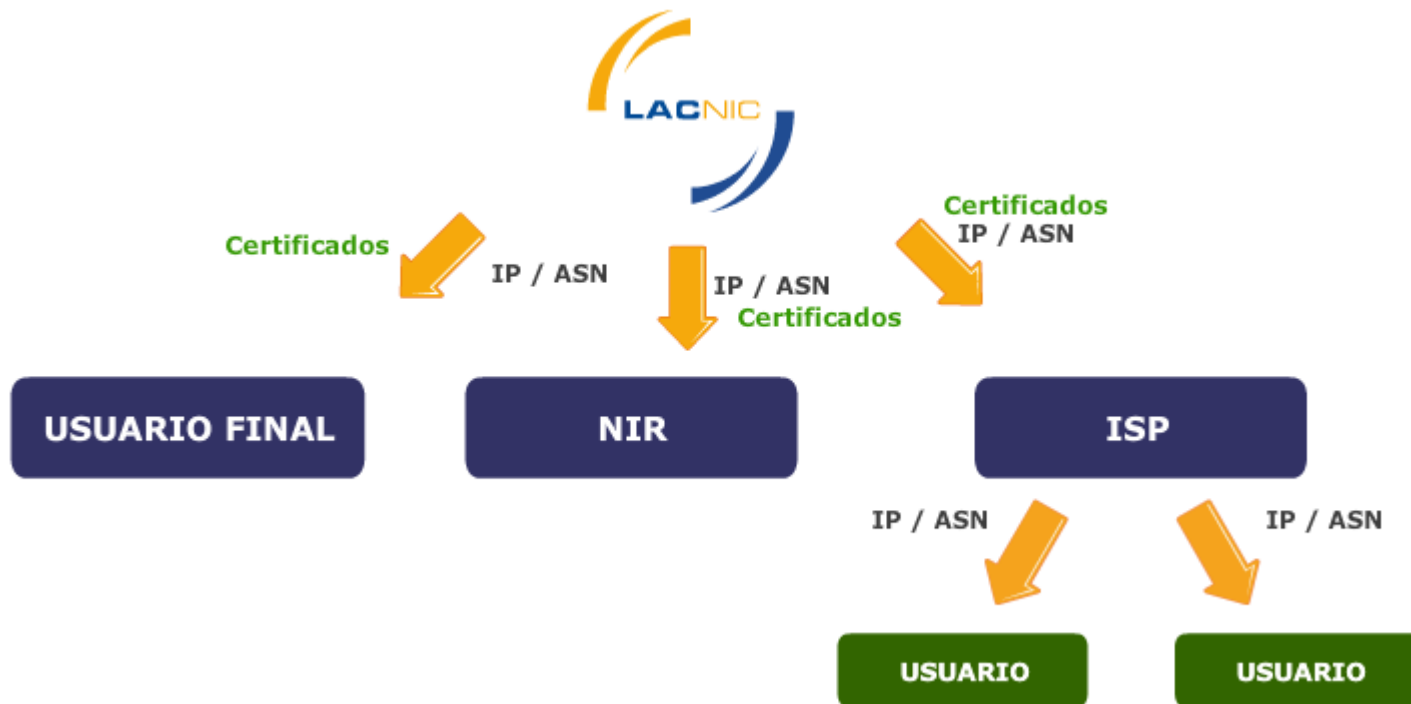 LACNIC
Certificados
IP / ASN
Certificados
IP / ASN
IP / ASN
Certificados
USUARIO FINAL
NIR
ISP
IP / ASN
IP / ASN
USUARIO
USUARIO